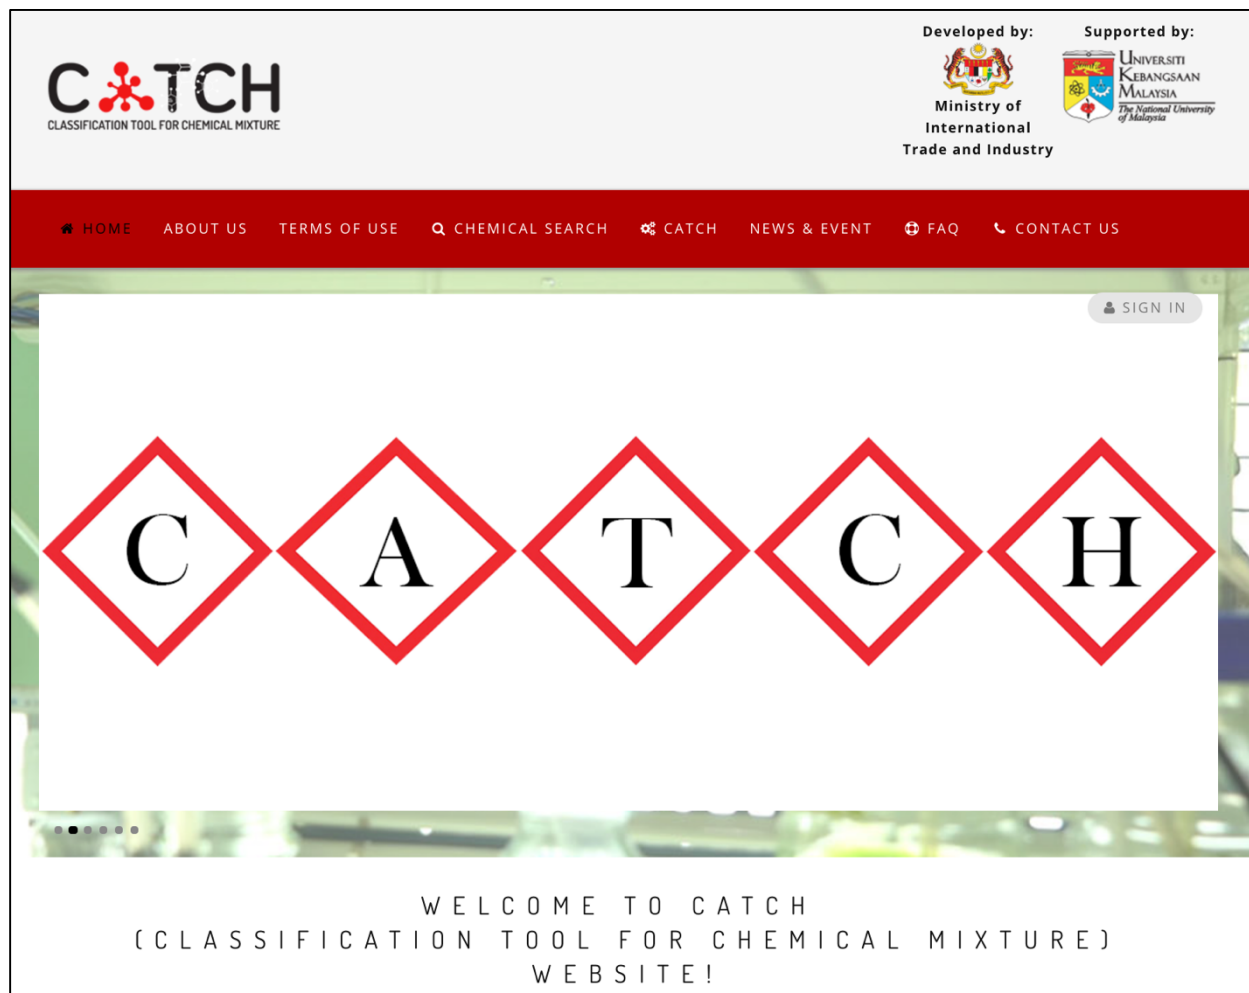 CATCH
CLASSIFICATION TOOL FOR CHEMICAL MIXTURE
Developed by:
Ministry of
International
Trade and Industry
Supported by:
UNIVERSITI
KEBANGSAAN
MALAYSIA
The National University
of Malaysia
HOME ABOUT US TERMS OF USE CHEMICAL SEARCH CATCH NEWS & EVENT FAQ CONTACT US
SIGN IN
C A T C H
WELCOME TO CATCH
(CLASSIFICATION TOOL FOR CHEMICAL MIXTURE)
WEBSITE!